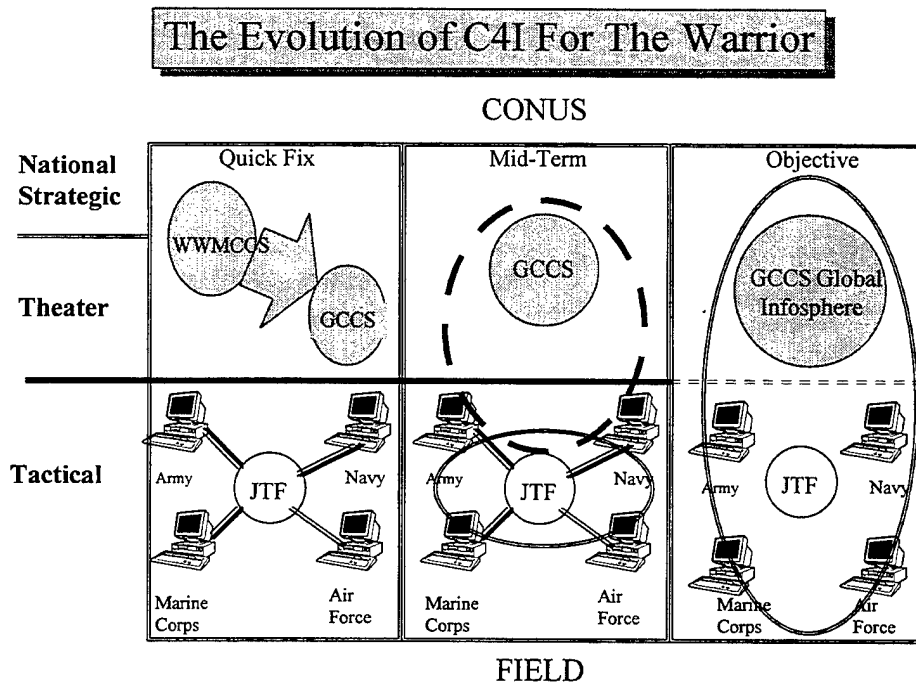 The Evolution of C4I For The Warrior
CONUS
National
Strategic
Theater
Tactical
Quick Fix
WWMCCS
GCCS
Army
Navy
JTF
Marine
Corps
Air
Force
Mid-Term
GCCS
Army
Navy
JTF
Marine
Corps
Air
Force
Objective
GCCS Global
Infosphere
Army
Navy
JTF
Marine
Corps
Air
Force
FIELD